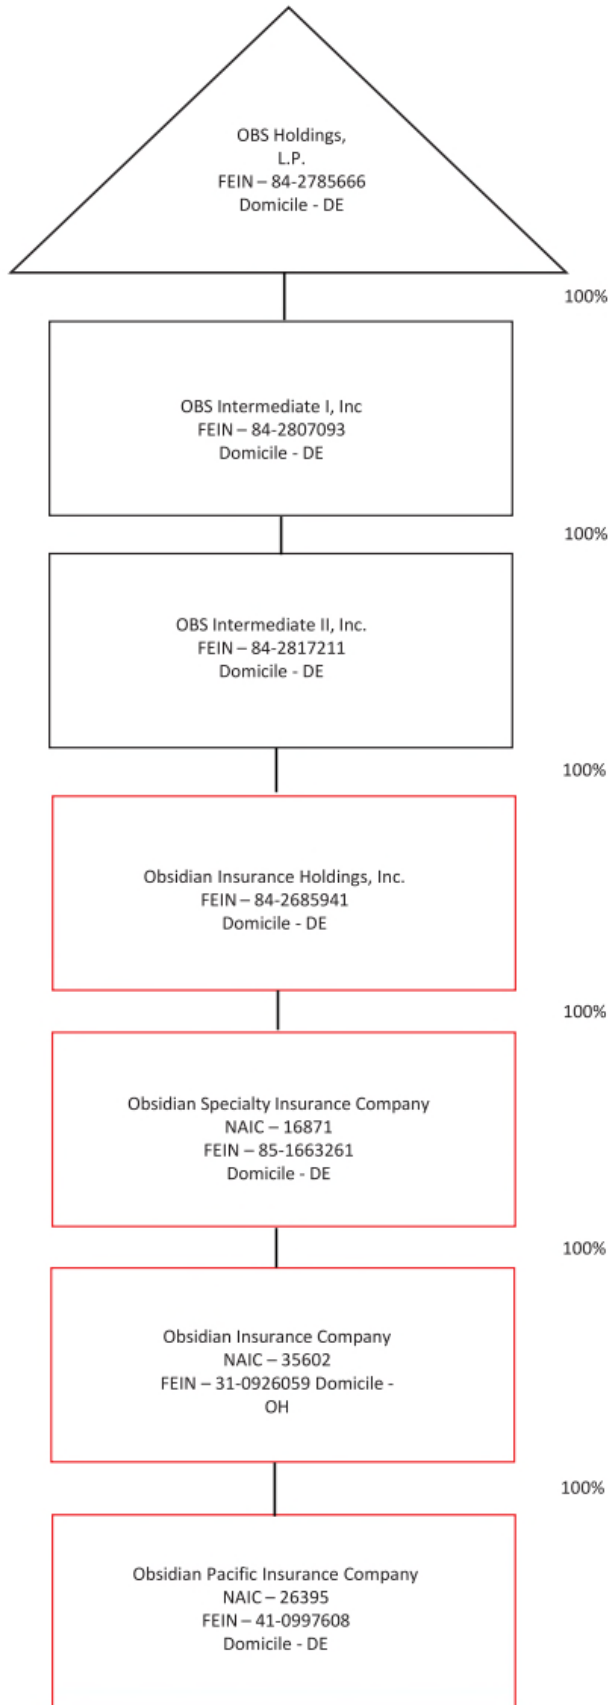 OBS Holdings,
L.P.
FEIN – 84-2785666
Domicile - DE
100%
OBS Intermediate I, Inc
FEIN – 84-2807093
Domicile - DE
100%
OBS Intermediate II, Inc.
FEIN – 84-2817211
Domicile - DE
100%
Obsidian Insurance Holdings, Inc.
FEIN – 84-2685941
Domicile - DE
100%
Obsidian Specialty Insurance Company
NAIC – 16871
FEIN – 85-1663261
Domicile - DE
100%
Obsidian Insurance Company
NAIC – 35602
FEIN – 31-0926059 Domicile -
OH
100%
Obsidian Pacific Insurance Company
NAIC – 26395
FEIN – 41-0997608
Domicile - DE